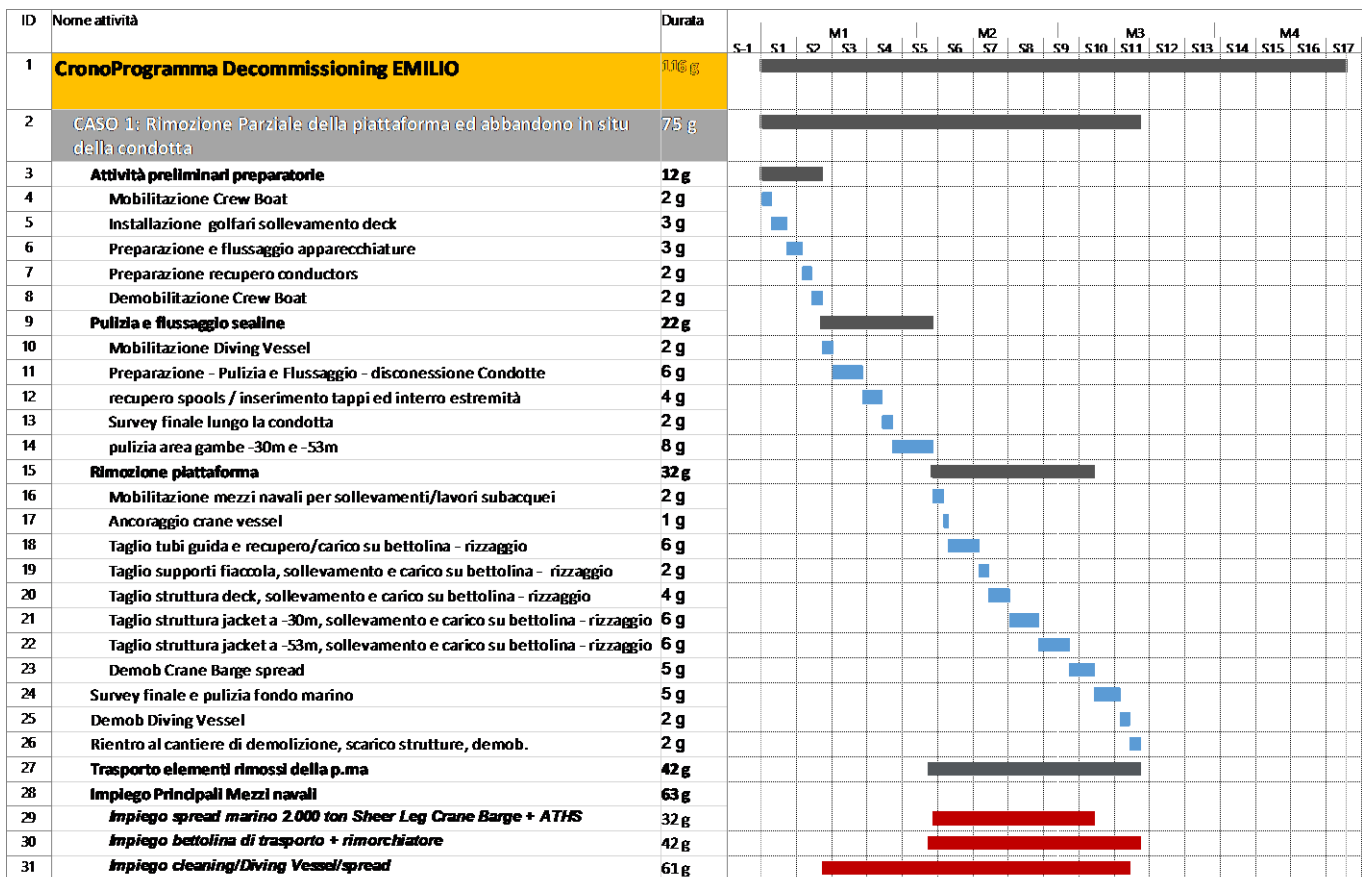 ID Nome attività Durata
M1 M2 M3 M4
S-1 S1 S2 S3 S4 S5 S6 S7 S8 S9 S10 S11 S12 S13 S14 S15 S16 S17
1 CronoProgramma Decommissioning EMILIO 116 g
2 CASO 1: Rimozione Parziale della piattaforma ed abbandono in situ 75 g
della condotta
3 Attività preliminari preparatorie 12 g
4 Mobilitazione Crew Boat 2 g
5 Installazione golfari sollevamento deck 3 g
6 Preparazione e flussaggio apparecchiature 3 g
7 Preparazione recupero conductors 2 g
8 Demobilitazione Crew Boat 2 g
9 Pulizia e flussaggio sealine 22 g
10 Mobilitazione Diving Vessel 2 g
11 Preparazione - Pulizia e Flussaggio - disconessione Condotte 6 g
12 recupero spools / inserimento tappi ed interro estremità 4 g
13 Survey finale lungo la condotta 2 g
14 pulizia area gambe -30m e -53m 8 g
15 Rimozione piattaforma 32 g
16 Mobilitazione mezzi navali per sollevamenti/lavori subacquei 2 g
17 Ancoraggio crane vessel 1 g
18 Taglio tubi guida e recupero/carico su bettolina - rizzaggio 6 g
19 Taglio supporti fiaccola, sollevamento e carico su bettolina - rizzaggio 2 g
20 Taglio struttura deck, sollevamento e carico su bettolina - rizzaggio 4 g
21 Taglio struttura jacket a -30m, sollevamento e carico su bettolina - rizzaggio 6 g
22 Taglio struttura jacket a -53m, sollevamento e carico su bettolina - rizzaggio 6 g
23 Demob Crane Barge spread 5 g
24 Survey finale e pulizia fondo marino 5 g
25 Demob Diving Vessel 2 g
26 Rientro al cantiere di demolizione, scarico strutture, demob. 2 g
27 Trasporto elementi rimossi della p.ma 42 g
28 Impiego Principali Mezzi navali 63 g
29 Impiego spread marino 2.000 ton Sheer Leg Crane Barge + ATHS 32 g
30 Impiego bettolina di trasporto + rimorchiatore 42 g
31 Impiego cleaning/Diving Vessel/spread 61 g